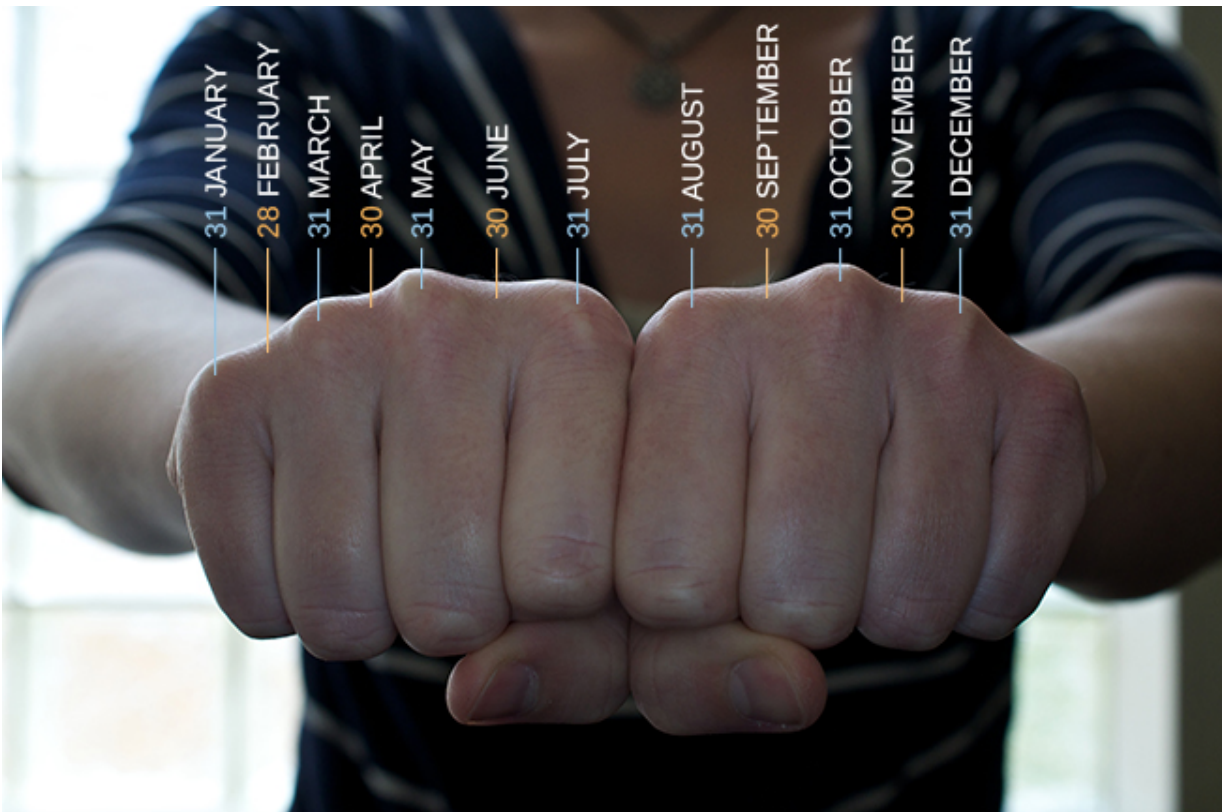 31 JANUARY
28 FEBRUARY
31 MARCH
30 APRIL
31 MAY
30 JUNE
31 JULY
31 AUGUST
30 SEPTEMBER
31 OCTOBER
30 NOVEMBER
31 DECEMBER